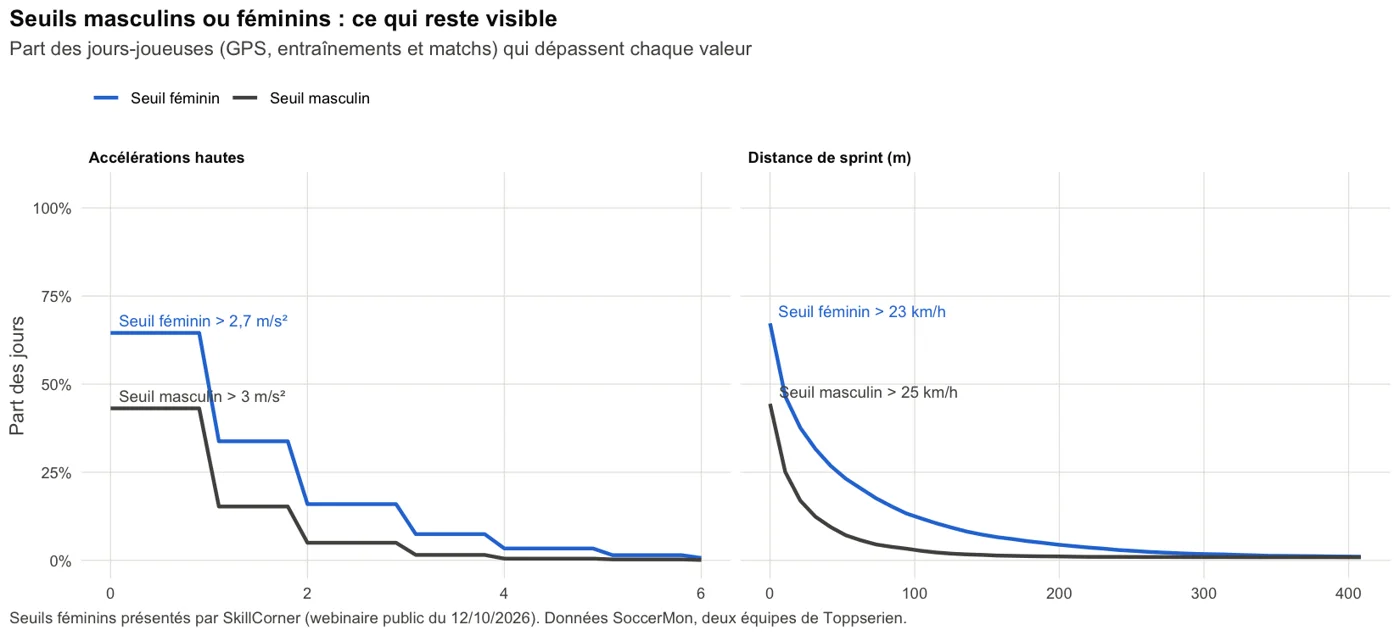 Seuils masculins ou féminins : ce qui reste visible
Part des jours-joueuses (GPS, entraînements et matchs) qui dépassent chaque valeur
Seuil féminin
Seuil masculin
Accélérations hautes
Distance de sprint (m)
Part des jours
100%
75%
50%
25%
0%
Seuil féminin > 2,7 m/s²
Seuil masculin > 3 m/s²
Seuil féminin > 23 km/h
Seuil masculin > 25 km/h
0 2 4 6
0 100 200 300 400
Seuils féminins présentés par SkillCorner (webinaire public du 12/10/2026). Données SoccerMon, deux équipes de Toppserien.